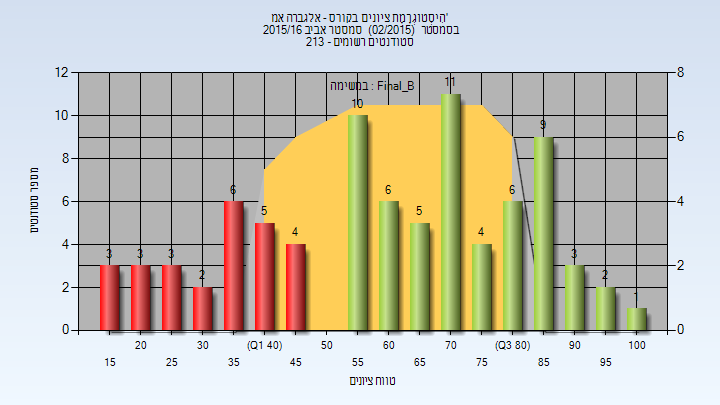 היסטוגרמת ציונים בקורס - אלגברה אמ'
בסמסטר (02/2015) סמסטר אביב 2015/16
סטודנטים רשומים - 213
במשימה : Final_B
12 8
10
8 6
6 4
4 2
2
0 0
3 3 3 2 6 5 4 10 6 5 11 4 6 9 3 2 1
20 30 (Q1 40) 50 60 70 (Q3 80) 90 100
15 25 35 45 55 65 75 85 95
טווח ציונים
מספר סטודנטים